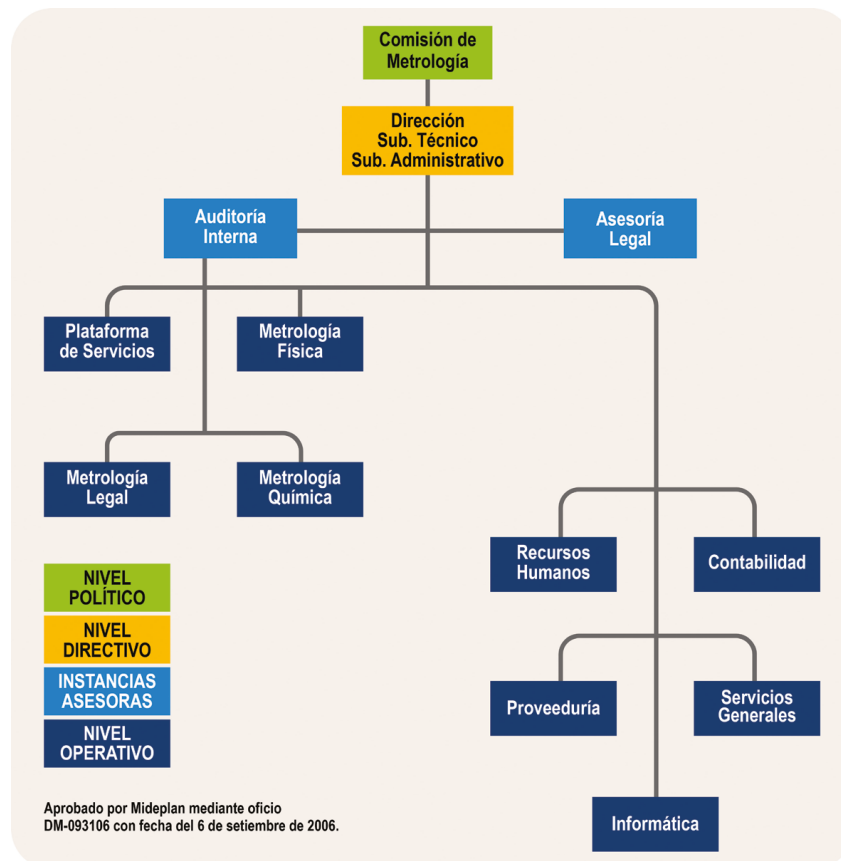 Comisión de
Metrología
Dirección
Sub. Técnico
Sub. Administrativo
Auditoría
Interna
Asesoría
Legal
Plataforma
de Servicios
Metrología
Física
Metrología
Legal
Metrología
Química
Recursos
Humanos
Contabilidad
Proveeduría
Servicios
Generales
Informática
NIVEL
POLÍTICO
NIVEL
DIRECTIVO
INSTANCIAS
ASESORAS
NIVEL
OPERATIVO
Aprobado por Mideplan mediante oficio
DM-093106 con fecha del 6 de setiembre de 2006.